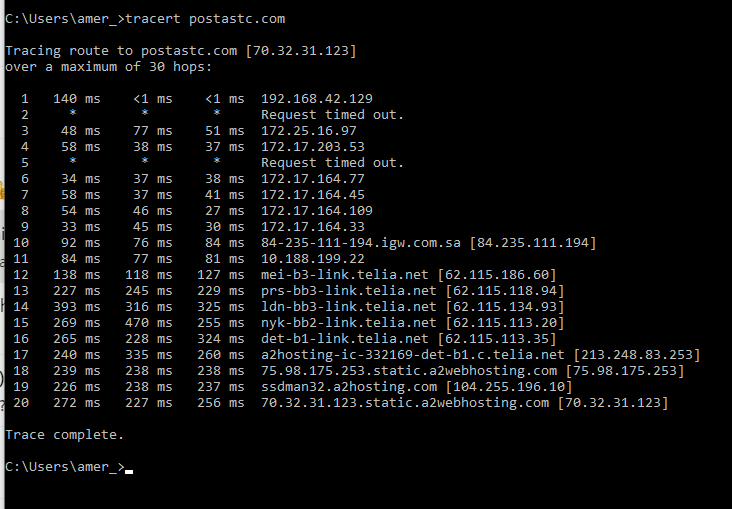 C:\Users\amer_>tracert postastc.com
Tracing route to postastc.com [70.32.31.123]
over a maximum of 30 hops:
1 140 ms <1 ms <1 ms 192.168.42.129
2 * * * Request timed out.
3 48 ms 77 ms 51 ms 172.25.16.97
4 58 ms 38 ms 37 ms 172.17.203.53
5 * * * Request timed out.
6 34 ms 37 ms 38 ms 172.17.164.77
7 58 ms 37 ms 41 ms 172.17.164.45
8 54 ms 46 ms 27 ms 172.17.164.109
9 33 ms 45 ms 30 ms 172.17.164.33
10 92 ms 76 ms 84 ms 84-235-111-194.igw.com.sa [84.235.111.194]
11 84 ms 77 ms 81 ms 10.188.199.22
12 138 ms 118 ms 127 ms mei-b3-link.telia.net [62.115.186.60]
13 227 ms 245 ms 229 ms prs-bb3-link.telia.net [62.115.118.94]
14 393 ms 316 ms 325 ms ldn-bb3-link.telia.net [62.115.134.93]
15 269 ms 470 ms 255 ms nyk-bb2-link.telia.net [62.115.113.20]
16 265 ms 228 ms 324 ms det-b1-link.telia.net [62.115.113.35]
17 240 ms 335 ms 260 ms a2hosting-ic-332169-det-b1.c.telia.net [213.248.83.253]
18 239 ms 238 ms 238 ms 75.98.175.253.static.a2webhosting.com [75.98.175.253]
19 226 ms 238 ms 237 ms ssdman32.a2hosting.com [104.255.196.10]
20 272 ms 227 ms 256 ms 70.32.31.123.static.a2webhosting.com [70.32.31.123]
Trace complete.
C:\Users\amer_>